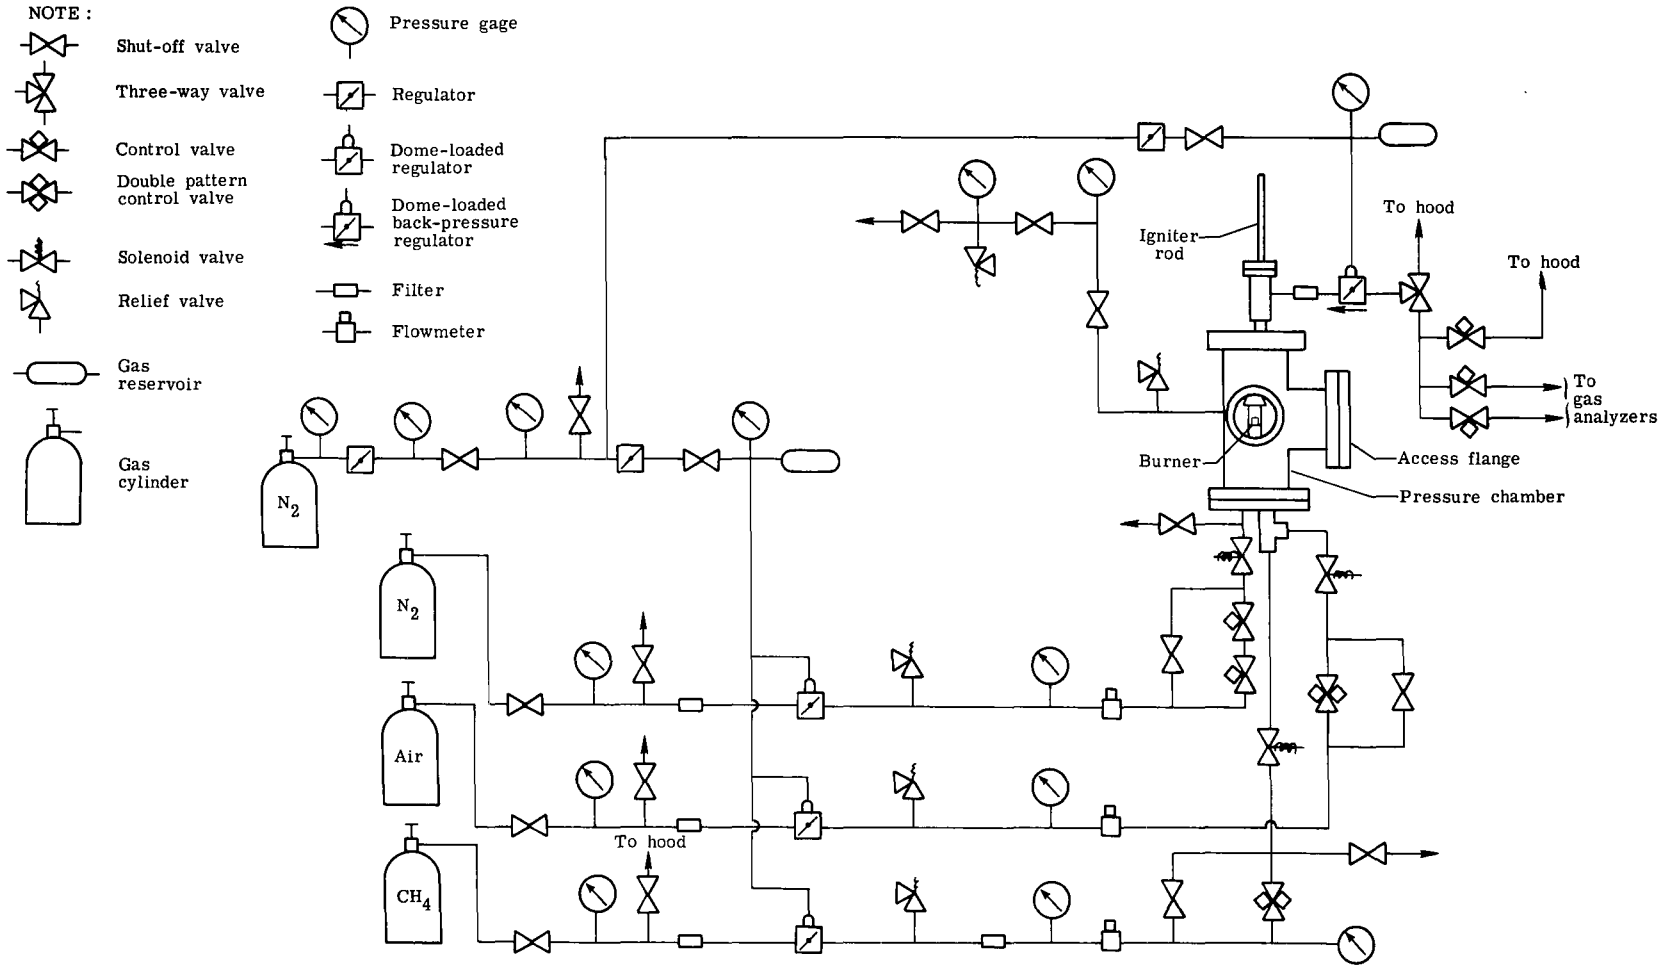 NOTE :
Shut-off valve
Three-way valve
Control valve
Double pattern
control valve
Solenoid valve
Relief valve
Gas
reservoir
Gas
cylinder
Pressure gage
Regulator
Dome-loaded
regulator
Dome-loaded
back-pressure
regulator
Filter
Flowmeter
Igniter
rod
To hood
To hood
To
gas
analyzers
Burner
Access flange
Pressure chamber
N2
N2
Air
To hood
CH4